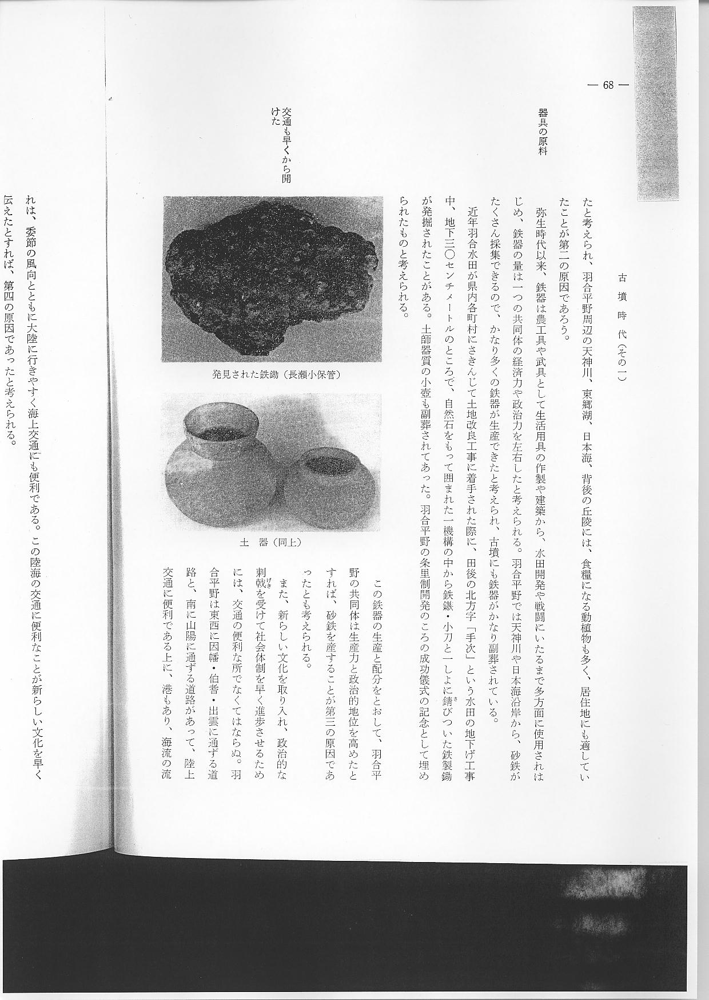 ― 68 ―
古墳時代(その一)
たと考えられ、羽合平野周辺の天神川、東郷湖、日本海、背後の丘陵には、食糧になる動植物も多く、居住地にも適してい
たことが第二の原因であろう。
器具の原料
弥生時代以来、鉄器は農工具や武具として生活用具の作製や建築から、水田開発や戦闘にいたるまで多方面に使用されは
じめ、鉄器の量は一つの共同体の経済力や政治力を左右したと考えられる。羽合平野では天神川や日本海沿岸から、砂鉄が
たくさん採集できるので、かなり多くの鉄器が生産できたと考えられ、古墳にも鉄器がかなり副葬されている。
近年羽合水田が県内各町村にさきんじて土地改良工事に着手された際に、田後の北方字「手次」という水田の地下げ工事
中、地下三〇センチメートルのところで、自然石をもって囲まれた一機構の中から鉄鏃・小刀と一しよに錆びついた鉄製鋤
さ
が発掘されたことがある。土師器質の小壺も副葬されてあった。羽合平野の条里制開発のころの成功儀式の記念として埋め
られたものと考えられる。
発見された鉄鋤(長瀬小保管)
土 器(同上)
この鉄器の生産と配分をとおして、羽合平
野の共同体は生産力と政治的地位を高めたと
すれば、砂鉄を産することが第三の原因であ
ったとも考えられる。
交通も早くから開
けた
また、新らしい文化を取り入れ、政治的な
刺戟を受けて社会体制を早く進歩させるため
げき
には、交通の便利な所でなくてはならぬ。羽
合平野は東西に因幡・伯耆・出雲に通ずる道
路と、南に山陽に通ずる道路があって、陸上
交通に便利である上に、港もあり、海流の流
れは、委節の風向とともに大陸に行きやすく海上交通にも便利である。この陸海の交通に便利なことが新らしい文化を早く
伝えたとすれば、第四の原因であったと考えられる。